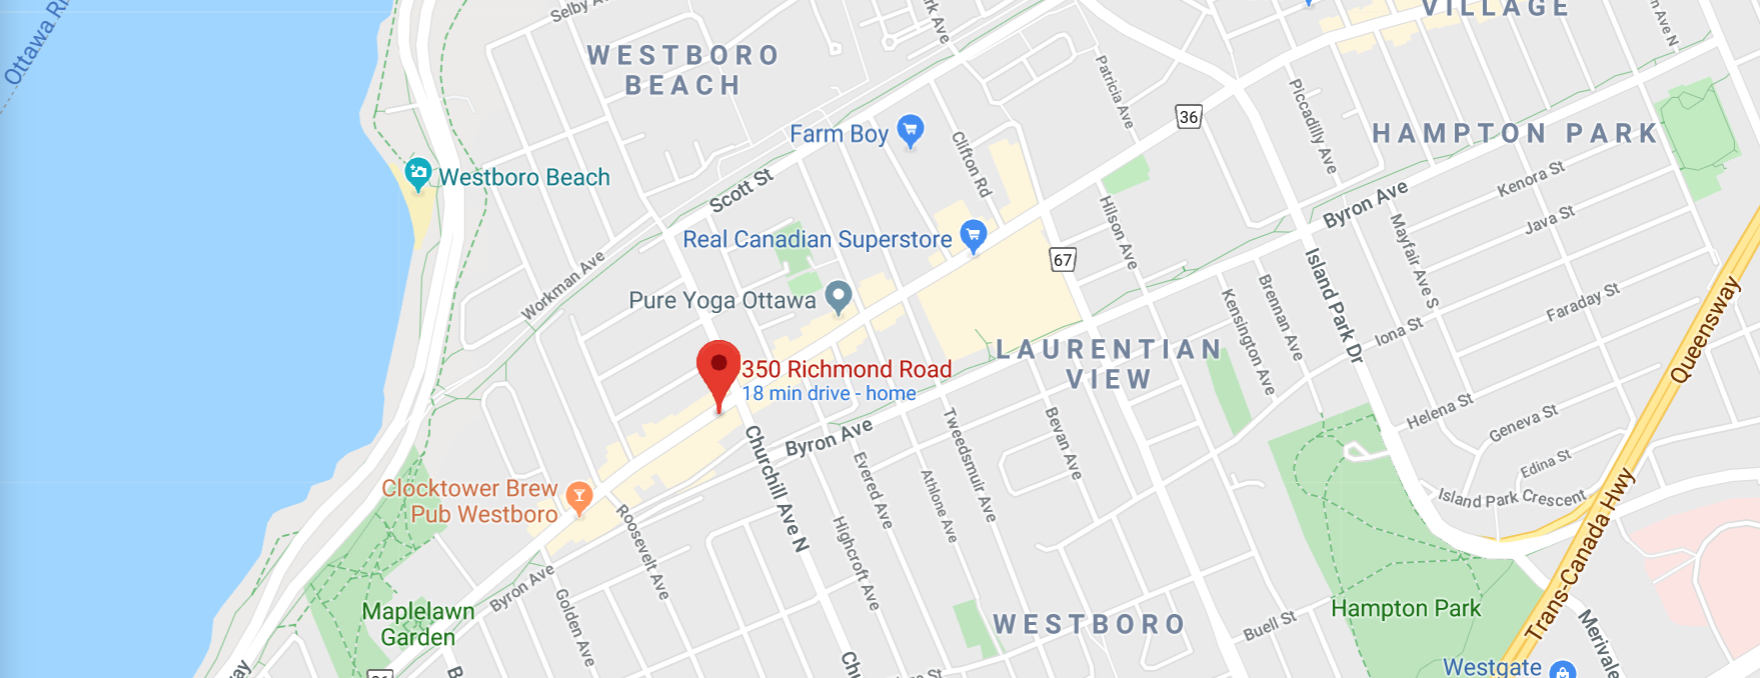 Ottawa
Selby
VILLAGE
WESTBORO
BEACH
Patricia Ave
36
Piccadilly Ave
HAMPTON PARK
Farm Boy
Clifton Rd
Westboro Beach
Scott St
Kenora St
Byron Ave
Java St
Hilson Ave
Mayfair Ave S
Real Canadian Superstore
67
Workman Ave
Island Park Dr
Brennan Ave
Kensington Ave
Faraday St
Queensway
Pure Yoga Ottawa
Iona St
LAURENTIAN
VIEW
350 Richmond Road
18 min drive - home
Helena St
Geneva St
Byron Ave
Churchill Ave N
Tweedsmuir Ave
Bevan Ave
Evered Ave
Athlone Ave
Edina St
Island Park Crescent
Trans-Canada Hwy
Clocktower Brew
Pub Westboro
Roosevelt Ave
Highcroft Ave
Byron Ave
Golden Ave
Maplelawn
Garden
WESTBORO
Buell St
Hampton Park
Merivale
Westgate